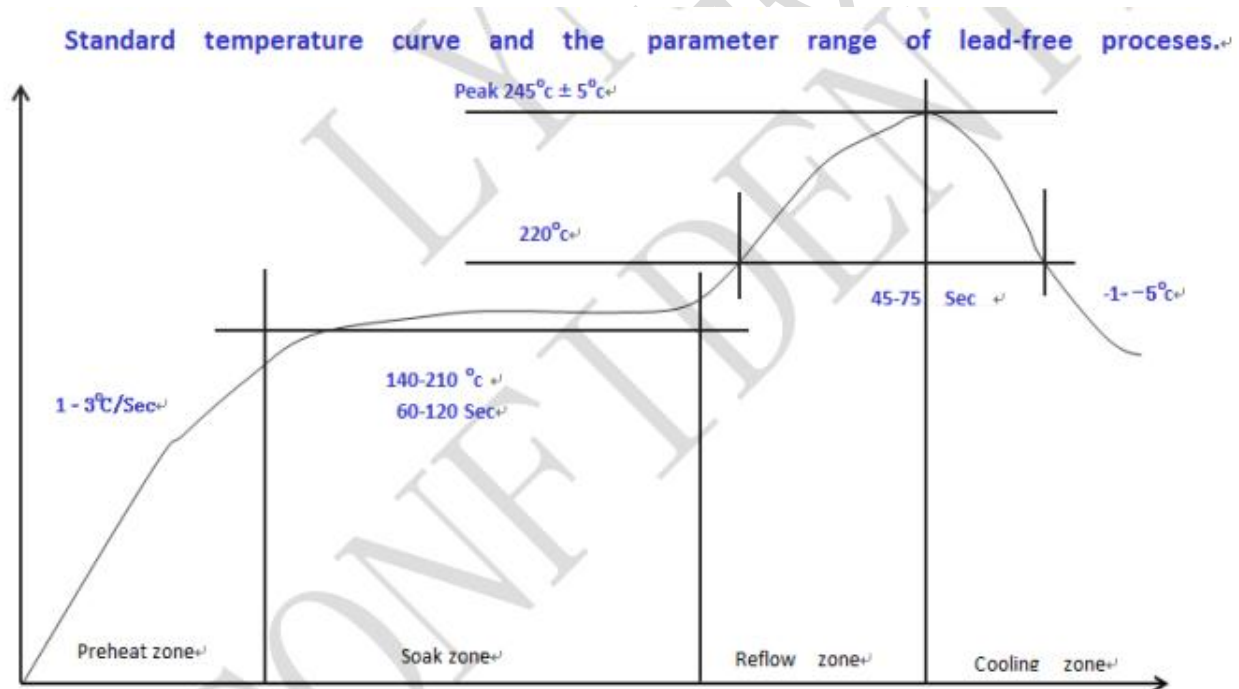 Standard temperature curve and the parameter range of lead-free proceses.
Peak 245°c ± 5°c
220°c
45-75 Sec
-1-－5°c
140-210 °c
60-120 Sec
1-3℃/Sec
Preheat zone
Soak zone
Reflow zone
Cooling zone